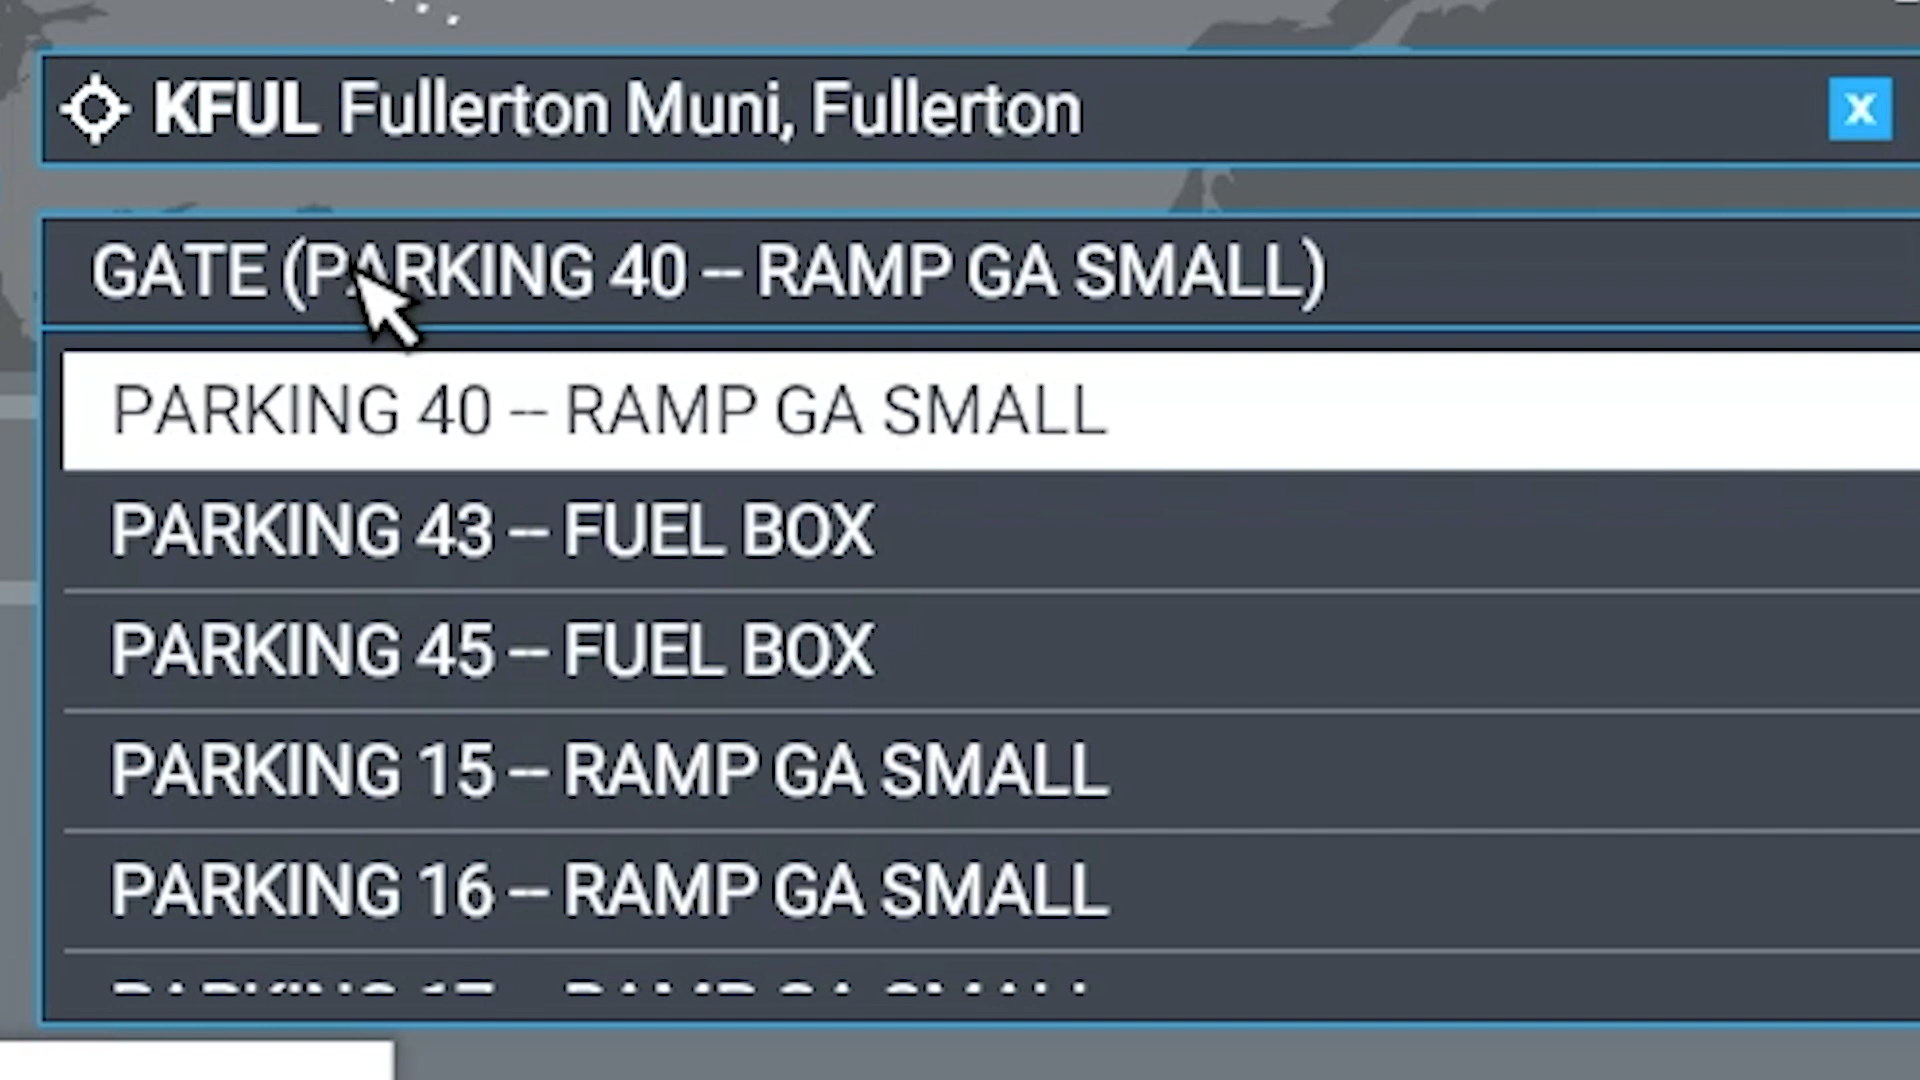 KFUL Fullerton Muni, Fullerton
X
GATE (PARKING 40 -- RAMP GA SMALL)
PARKING 40 -- RAMP GA SMALL
PARKING 43 -- FUEL BOX
PARKING 45 -- FUEL BOX
PARKING 15 -- RAMP GA SMALL
PARKING 16 -- RAMP GA SMALL